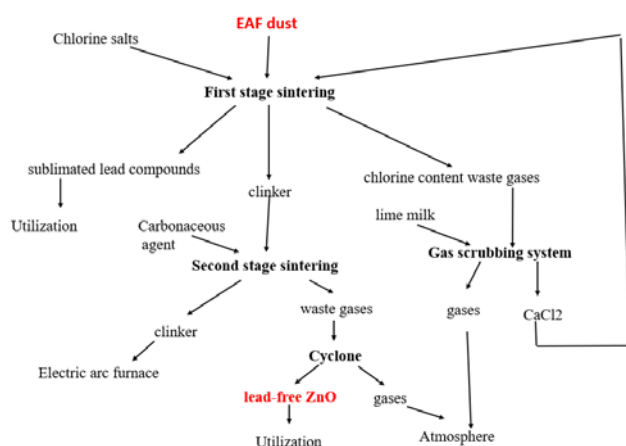 EAF dust
Chlorine salts
First stage sintering
sublimated lead compounds
clinker
chlorine content waste gases
Utilization
Carbonaceous
agent
lime milk
Second stage sintering
Gas scrubbing system
clinker
waste gases
gases
CaCl2
Electric arc furnace
Cyclone
lead-free ZnO
gases
Utilization
Atmosphere